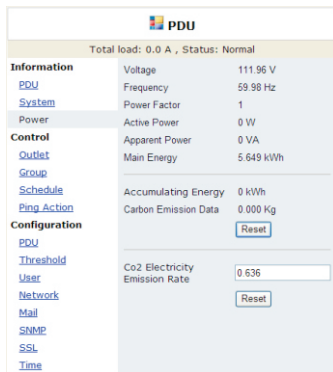 PDU
Total load: 0.0 A , Status: Normal
Information
PDU
System
Power
Control
Outlet
Group
Schedule
Ping Action
Configuration
PDU
Threshold
User
Network
Mail
SNMP
SSL
Time
Voltage 111.96 V
Frequency 59.98 Hz
Power Factor 1
Active Power 0 W
Apparent Power 0 VA
Main Energy 5.649 kWh
Accumulating Energy 0 kWh
Carbon Emission Data 0.000 Kg
Reset
Co2 Electricity
Emission Rate 0.636
Reset